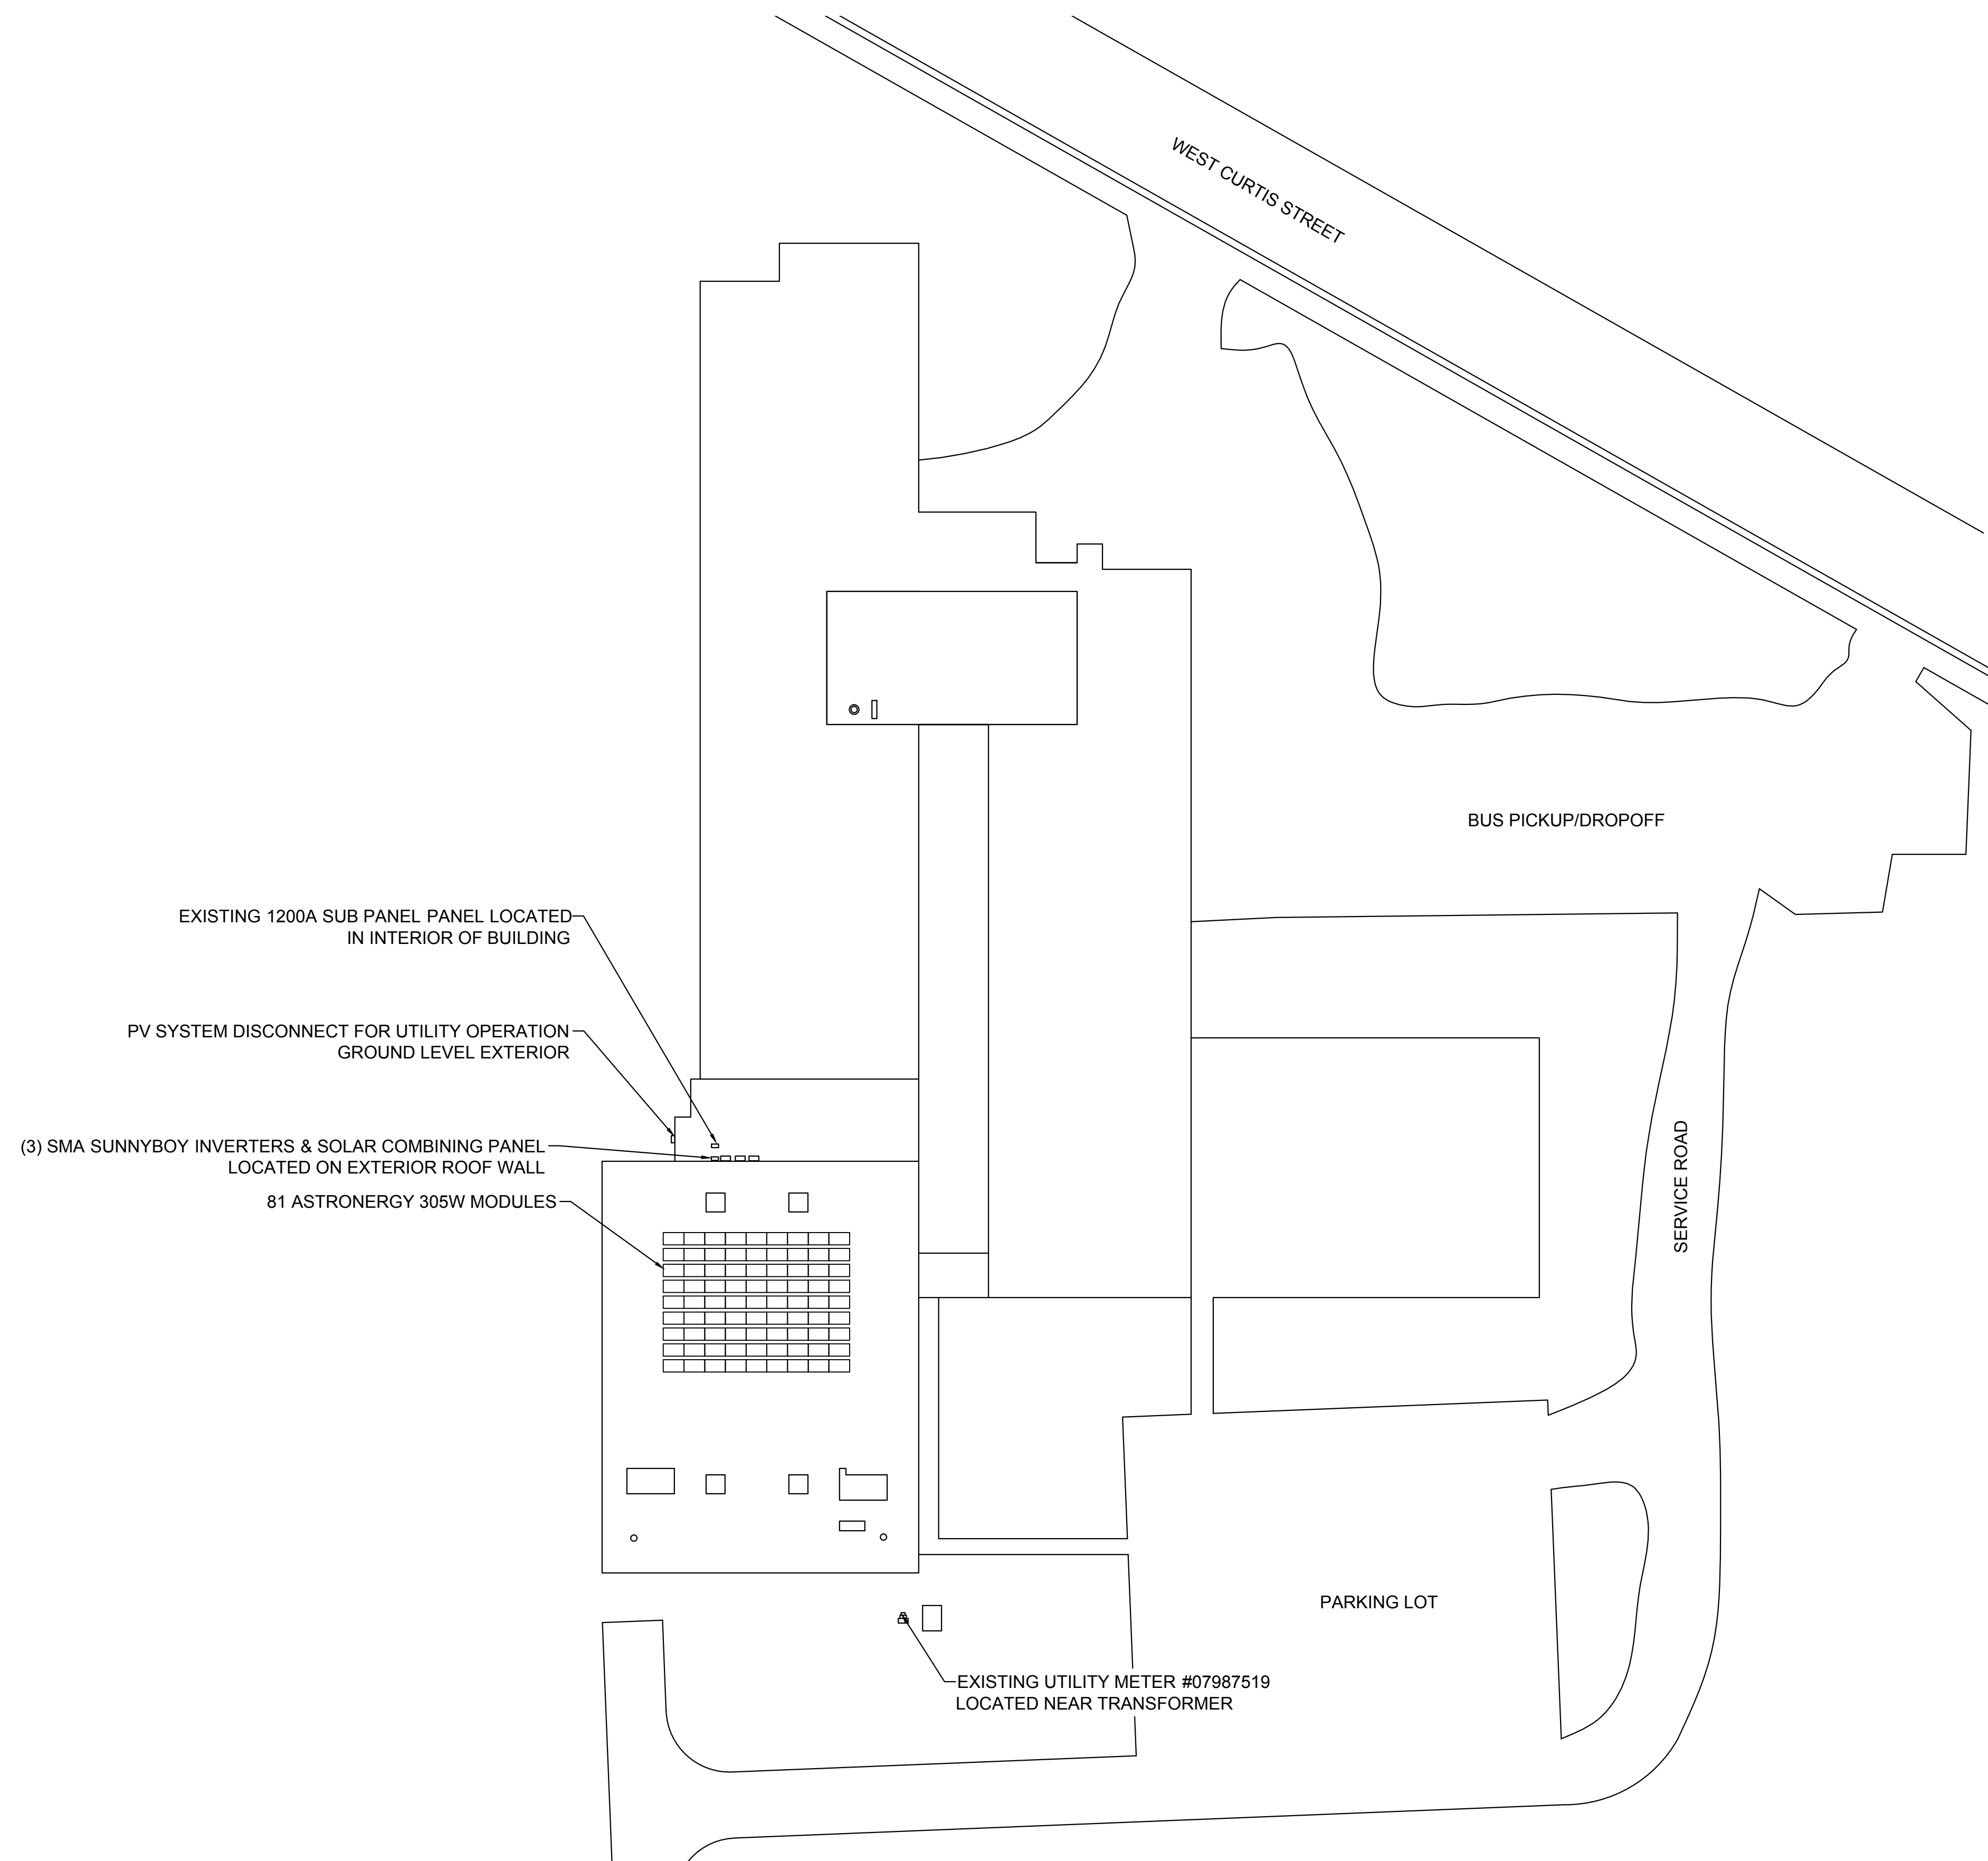 WEST CURTIS STREET
BUS PICKUP/DROPOFF
EXISTING 1200A SUB PANEL PANEL LOCATED
IN INTERIOR OF BUILDING
PV SYSTEM DISCONNECT FOR UTILITY OPERATION
GROUND LEVEL EXTERIOR
(3) SMA SUNNYBOY INVERTERS & SOLAR COMBINING PANEL
LOCATED ON EXTERIOR ROOF WALL
81 ASTRONERGY 305W MODULES
SERVICE ROAD
PARKING LOT
EXISTING UTILITY METER #07987519
LOCATED NEAR TRANSFORMER